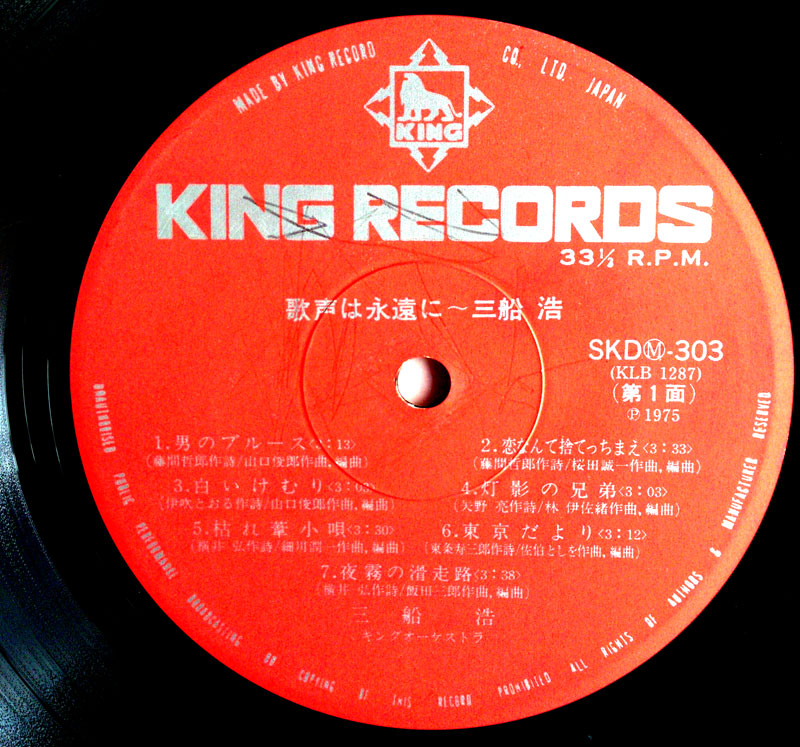 MADE BY KING RECORD CO., LTD. JAPAN
KING
KING RECORDS
33⅓ R.P.M.
歌声は永遠に～三船 浩
SKDⓂ-303
(KLB 1287)
(第1面)
Ⓟ1975
1.男のブルース<4:13>
(藤間哲郎作詩/山口俊郎作曲,編曲)
2.恋なんて捨てっちまえ<3:33>
(藤間哲郎作詩/桜田誠一作曲,編曲)
3.白いけむり
(伊吹とおる作詩/山口俊郎作曲,編曲)
4.灯影の兄弟<3:03>
(矢野 亮作詩/林 伊佐緒作曲,編曲)
5.枯れ葦小唄<3:30>
(横井 弘作詩/細川潤一作曲,編曲)
6.東京だより<3:12>
(東条寿三郎作詩/佐伯としを作曲,編曲)
7.夜霧の滑走路<3:38>
(横井 弘作詩/飯田三郎作曲,編曲)
三船 浩
キングオーケストラ
UNAUTHORISED PUBLIC PERFORMANCE BROADCASTING OR COPYING OF THIS RECORD PROHIBITED ALL RIGHTS OF AUTHORS & MANUFACTURER RESERVED